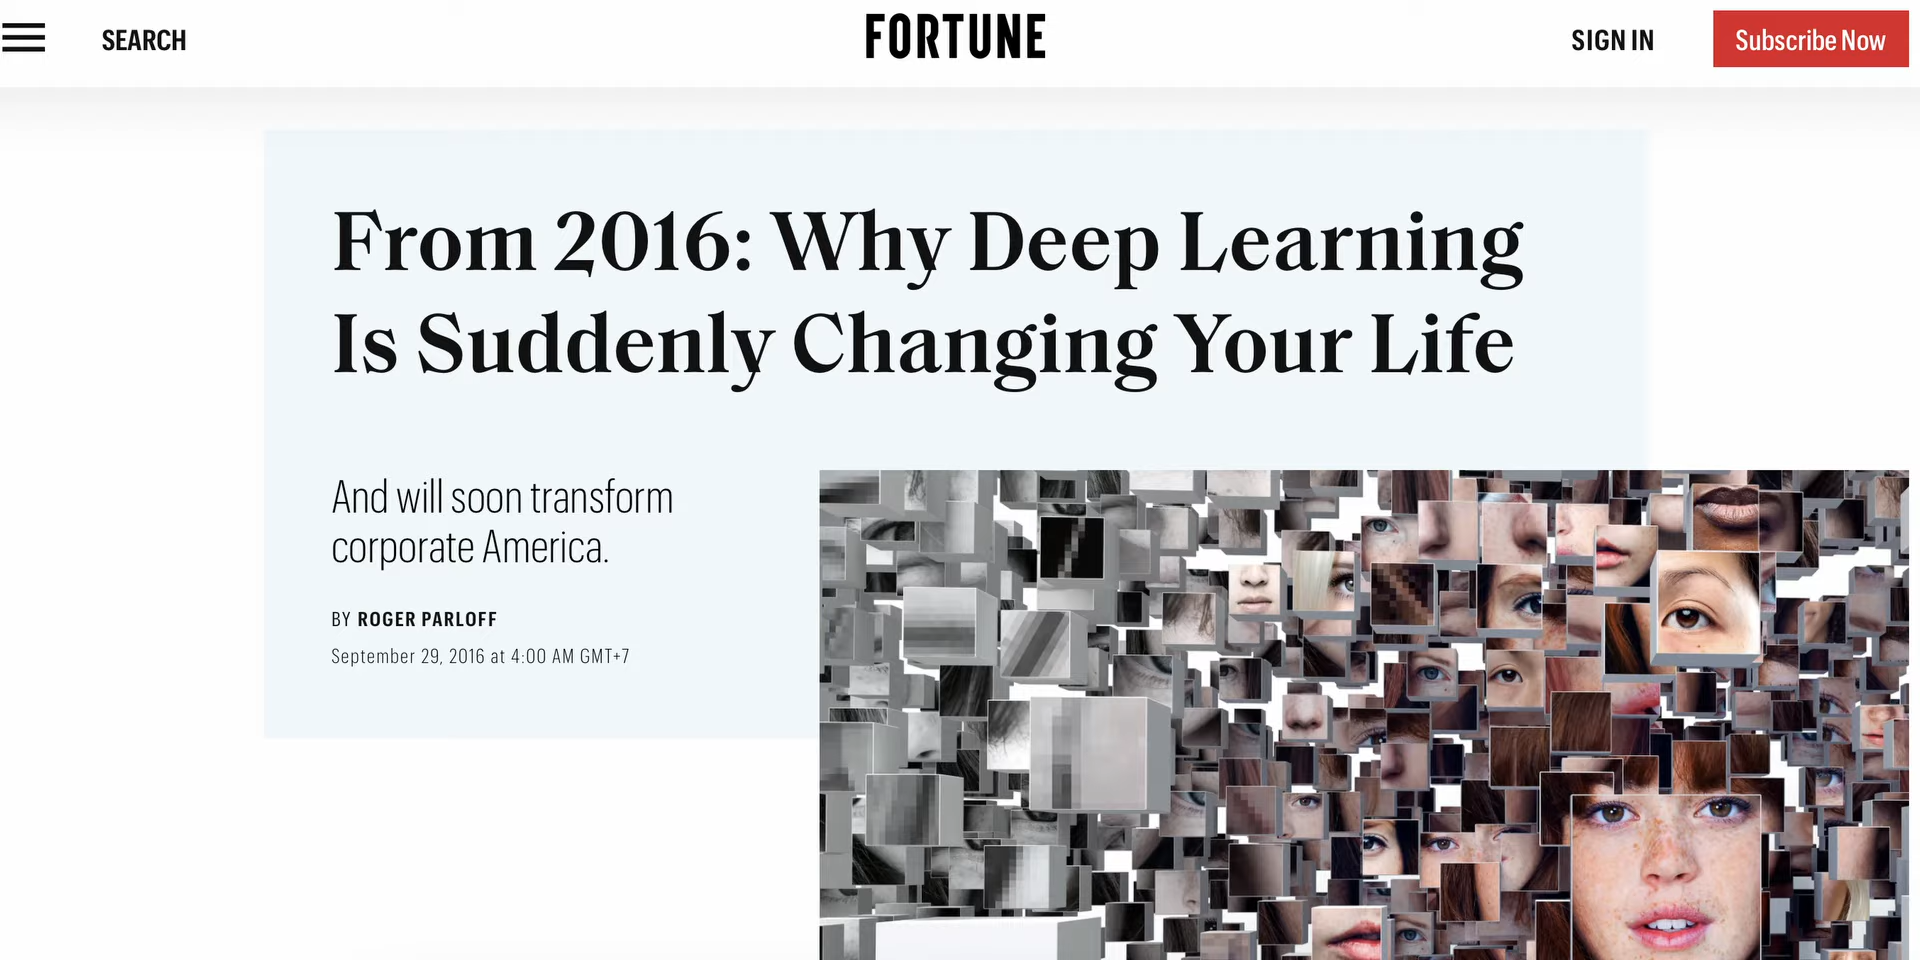 SEARCH
FORTUNE
SIGN IN
Subscribe Now
From 2016: Why Deep Learning
Is Suddenly Changing Your Life
And will soon transform
corporate America.
BY ROGER PARLOFF
September 29, 2016 at 4:00 AM GMT+7